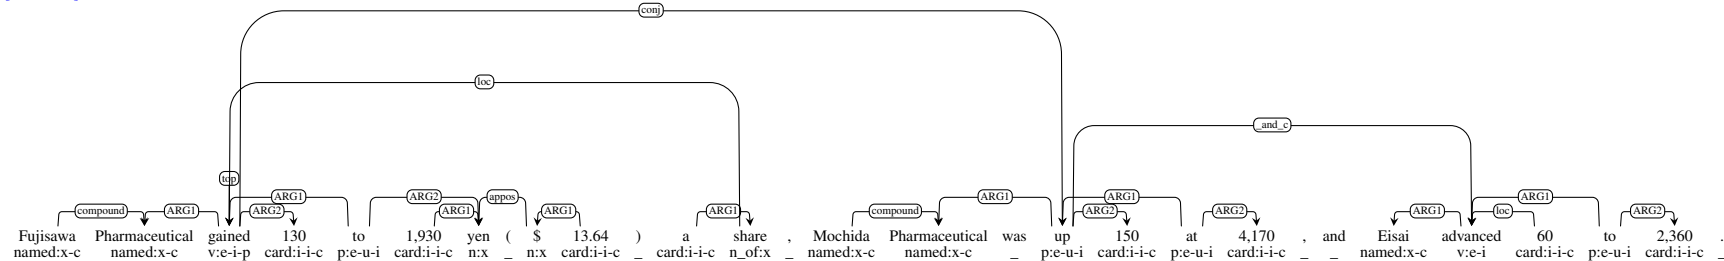 conj
loc
_and_c
top
ARG1 ARG2 appos ARG1 ARG1 ARG1
compound ARG1 ARG2 ARG1 ARG1 ARG1 compound ARG2 ARG2 ARG1 loc ARG2
Fujisawa Pharmaceutical gained 130 to 1,930 yen ( $ 13.64 ) a share , Mochida Pharmaceutical was up 150 at 4,170 , and Eisai advanced 60 to 2,360 .
named:x-c named:x-c v:e-i-p card:i-i-c p:e-u-i card:i-i-c n:x _ n:x card:i-i-c _ card:i-i-c n_of:x _ named:x-c named:x-c _ p:e-u-i card:i-i-c p:e-u-i card:i-i-c _ _ named:x-c v:e-i card:i-i-c p:e-u-i card:i-i-c _